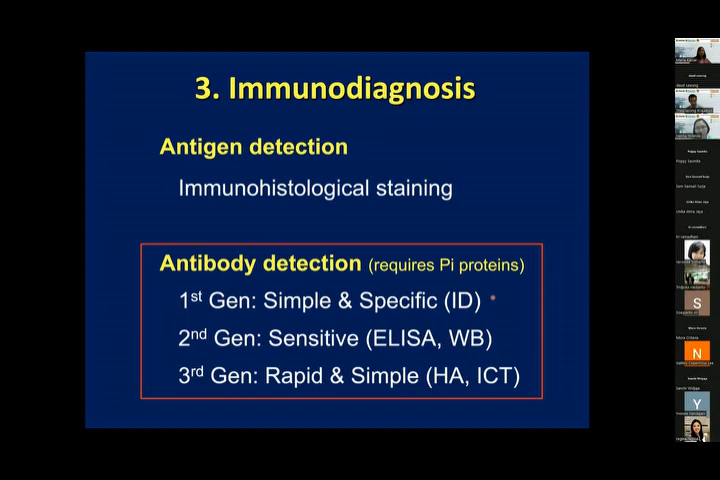 3. Immunodiagnosis
Antigen detection
Immunohistological staining
Antibody detection (requires Pi proteins)
1st Gen: Simple & Specific (ID)
2nd Gen: Sensitive (ELISA, WB)
3rd Gen: Rapid & Simple (HA, ICT)
S
N
Y